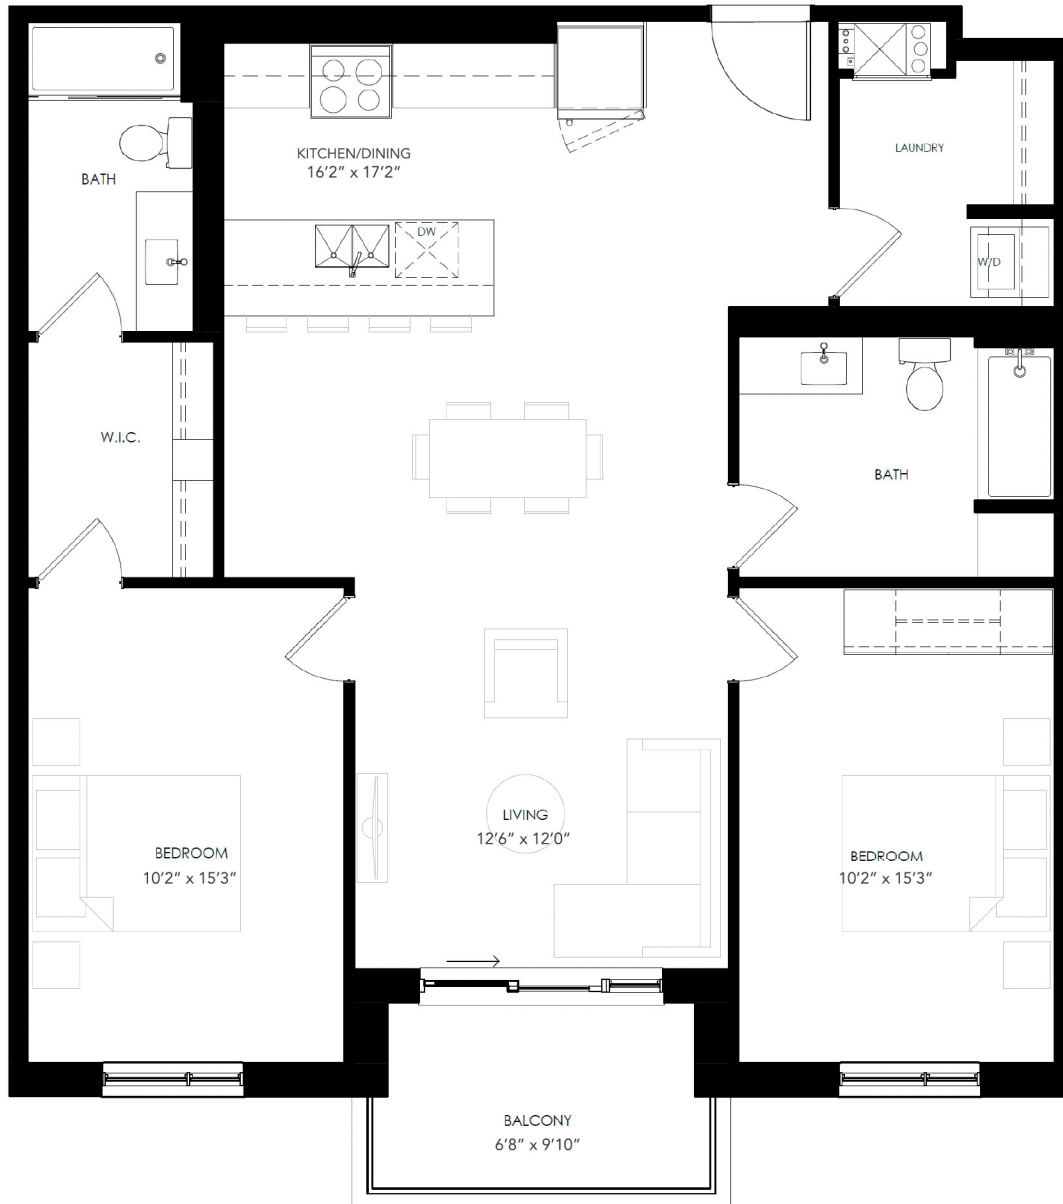 LAUNDRY
KITCHEN/DINING
16'2" x 17'2"
BATH
DW
W/D
W.I.C.
BATH
LIVING
12'6" x 12'0"
BEDROOM
10'2" x 15'3"
BEDROOM
10'2" x 15'3"
BALCONY
6'8" x 9'10"